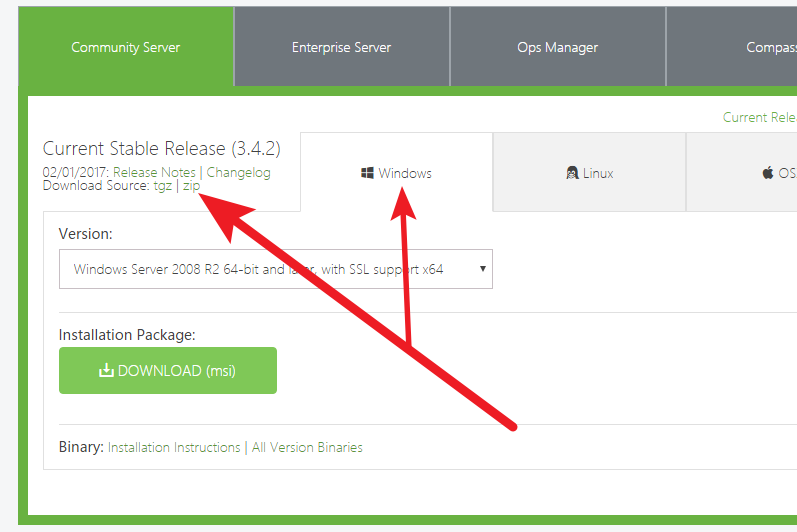 Community Server
Enterprise Server
Ops Manager
Compass
Current Rele
Current Stable Release (3.4.2)
02/01/2017: Release Notes | Changelog
Download Source: tgz | zip
Windows
Linux
OS
Version:
Windows Server 2008 R2 64-bit and later, with SSL support x64
Installation Package:
DOWNLOAD (msi)
Binary: Installation Instructions | All Version Binaries